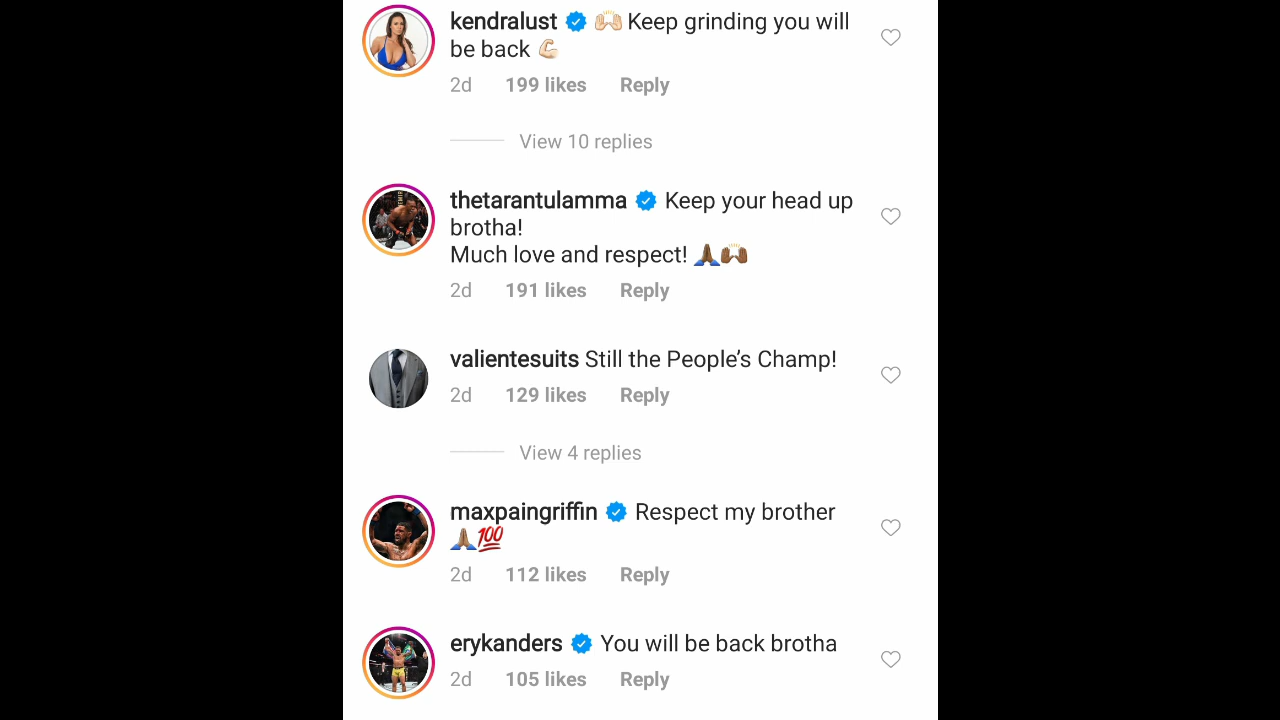 kendralust 🙌🏻 Keep grinding you will
be back 💪🏻
2d 199 likes Reply
View 10 replies
thetarantulamma Keep your head up
brotha!
Much love and respect! 🙏🏾🙌🏾
2d 191 likes Reply
valientesuits Still the People’s Champ!
2d 129 likes Reply
View 4 replies
maxpaingriffin Respect my brother
🙏🏽💯
2d 112 likes Reply
erykanders You will be back brotha
2d 105 likes Reply